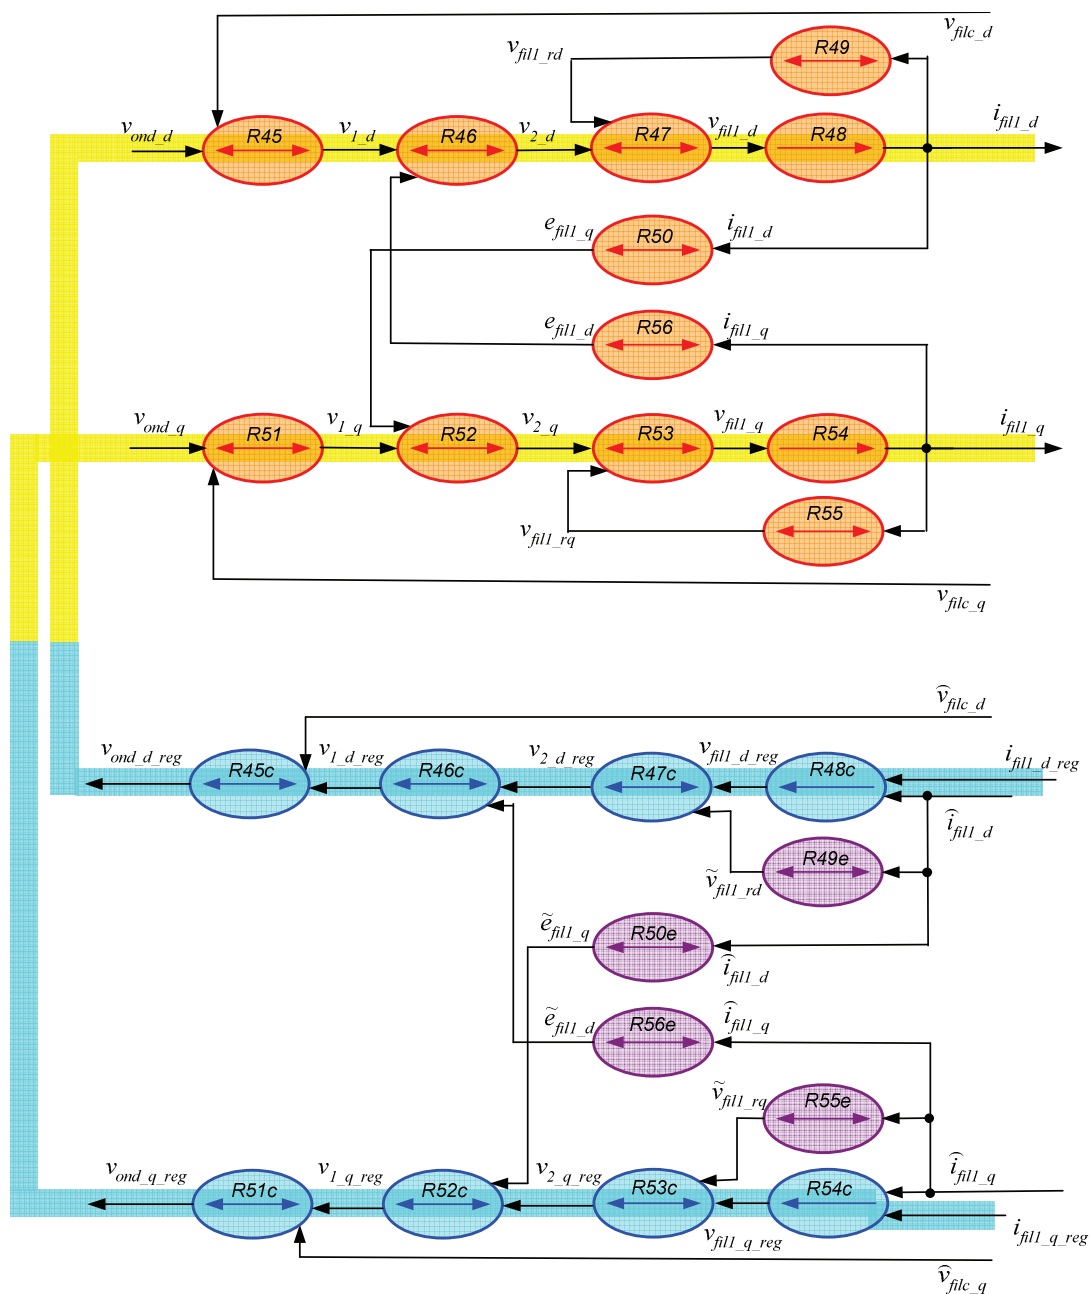 v_filc_d
v_fil1_rd R49
v_ond_d R45 v_1_d R46 v_2_d R47 v_fil1_d R48 i_fil1_d
e_fil1_q R50 i_fil1_d
e_fil1_d R56 i_fil1_q
v_ond_q R51 v_1_q R52 v_2_q R53 v_fil1_q R54 i_fil1_q
v_fil1_rq R55
v_filc_q
v̂_filc_d
v_ond_d_reg R45c v_1_d_reg R46c v_2_d_reg R47c v_fil1_d_reg R48c i_fil1_d_reg
î_fil1_d
ṽ_fil1_rd R49e
ẽ_fil1_q R50e î_fil1_d
ẽ_fil1_d R56e î_fil1_q
ṽ_fil1_rq R55e
v_ond_q_reg R51c v_1_q_reg R52c v_2_q_reg R53c R54c î_fil1_q
v_fil1_q_reg i_fil1_q_reg
v̂_filc_q